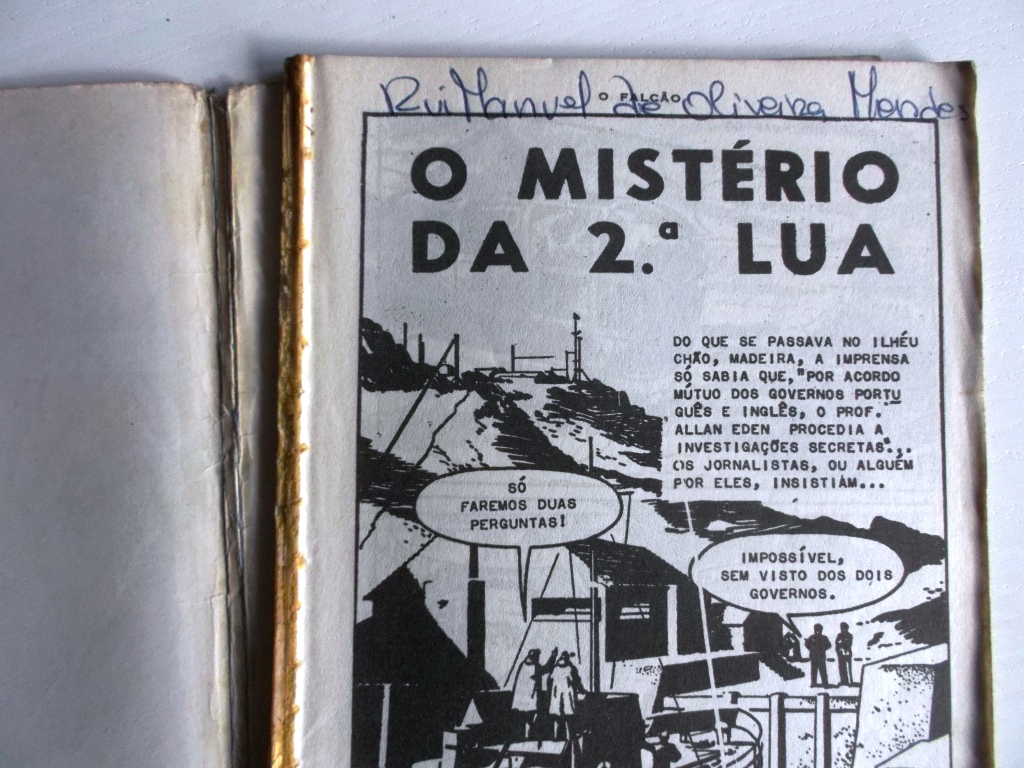 Rui Manuel de Oliveira Mendes
O FALCÃO
O MISTÉRIO
DA 2.ª LUA
DO QUE SE PASSAVA NO ILHÉU
CHÃO, MADEIRA, A IMPRENSA
SÓ SABIA QUE, "POR ACORDO
MÚTUO DOS GOVERNOS PORTU
GUÊS E INGLÊS, O PROF.
ALLAN EDEN PROCEDIA A
INVESTIGAÇÕES SECRETAS"...
OS JORNALISTAS, OU ALGUÉM
POR ELES, INSISTIAM...
SÓ
FAREMOS DUAS
PERGUNTAS!
IMPOSSÍVEL,
SEM VISTO DOS DOIS
GOVERNOS.